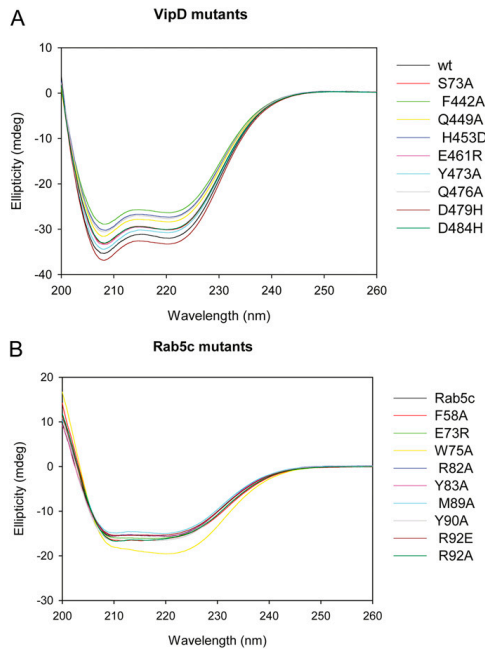 A
VipD mutants
10
0
-10
-20
-30
-40
200 210 220 230 240 250 260
Ellipticity (mdeg)
Wavelength (nm)
wt
S73A
F442A
Q449A
H453D
E461R
Y473A
Q476A
D479H
D484H
B
Rab5c mutants
20
10
0
-10
-20
-30
200 210 220 230 240 250 260
Ellipticity (mdeg)
Wavelength (nm)
Rab5c
F58A
E73R
W75A
R82A
Y83A
M89A
Y90A
R92E
R92A